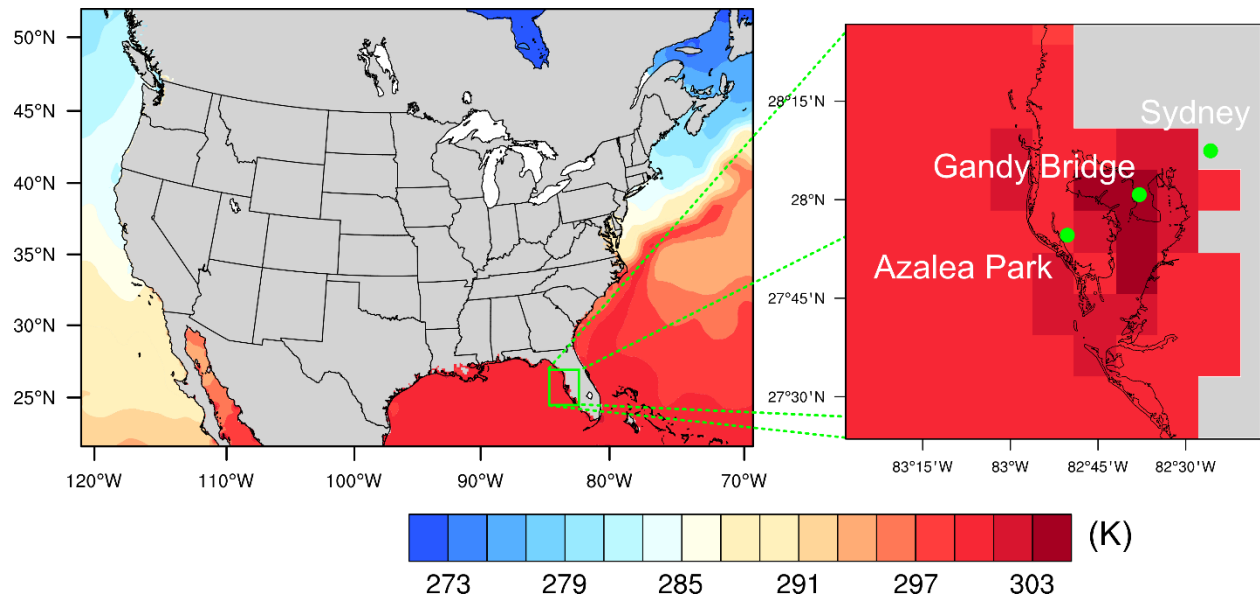 50°N
45°N
40°N
35°N
30°N
25°N
120°W
110°W
100°W
90°W
80°W
70°W
28°15'N
28°N
27°45'N
27°30'N
83°15'W
83°W
82°45'W
82°30'W
Sydney
Gandy Bridge
Azalea Park
273
279
285
291
297
303
(K)